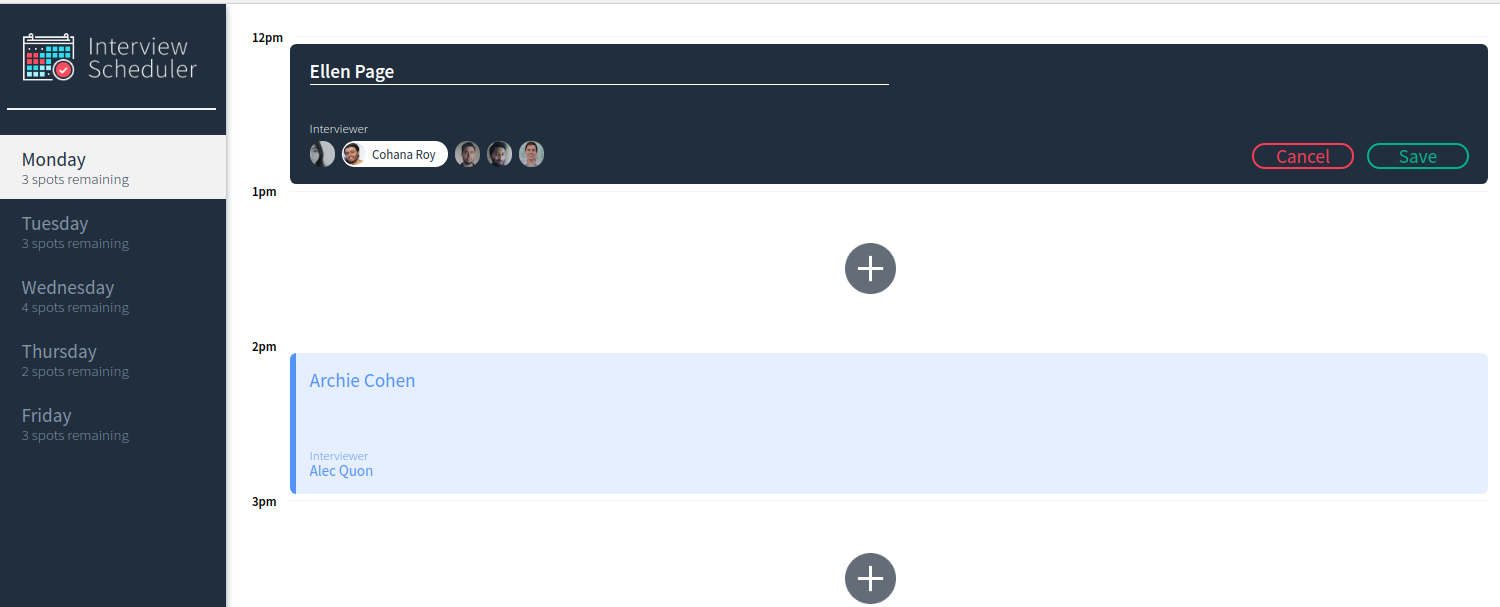 Interview
Scheduler
Monday
3 spots remaining
Tuesday
3 spots remaining
Wednesday
4 spots remaining
Thursday
2 spots remaining
Friday
3 spots remaining
12pm
Ellen Page
Interviewer
Cohana Roy
Cancel
Save
1pm
2pm
Archie Cohen
Interviewer
Alec Quon
3pm